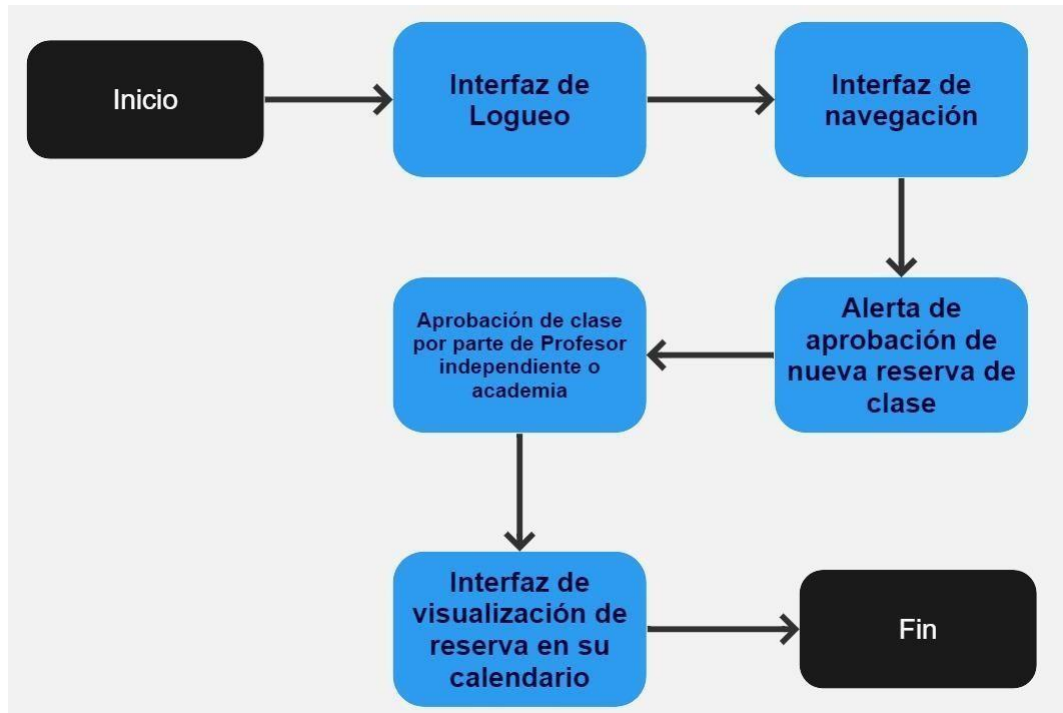 Inicio
Interfaz de
Logueo
Interfaz de
navegación
Alerta de
aprobación de
nueva reserva de
clase
Aprobación de clase
por parte de Profesor
independiente o
academia
Interfaz de
visualización de
reserva en su
calendario
Fin